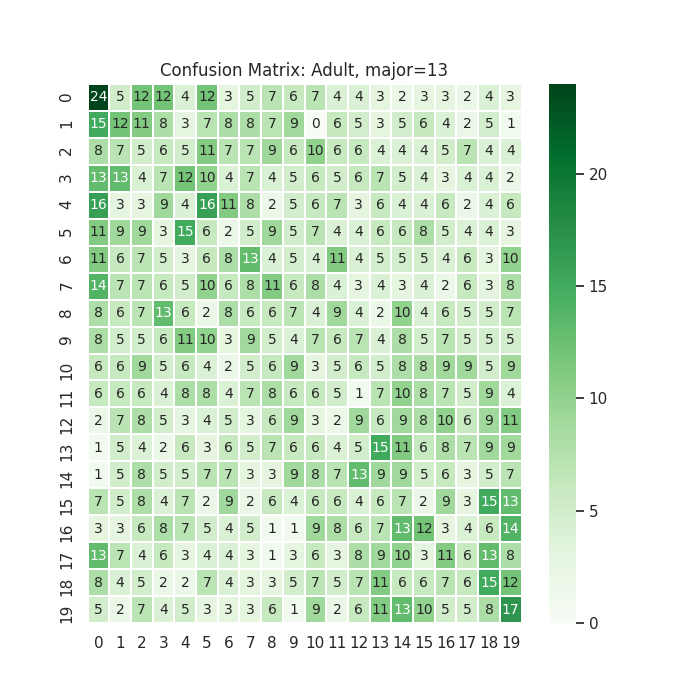 Confusion Matrix: Adult, major=13
0 24 5 12 12 4 12 3 5 7 6 7 4 4 3 2 3 3 2 4 3
1 15 12 11 8 3 7 8 8 7 9 0 6 5 3 5 6 4 2 5 1
2 8 7 5 6 5 11 7 7 9 6 10 6 6 4 4 4 5 7 4 4
3 13 13 4 7 12 10 4 7 4 5 6 5 6 7 5 4 3 4 4 2
4 16 3 3 9 4 16 11 8 2 5 6 7 3 6 4 4 6 2 4 6
5 11 9 9 3 15 6 2 5 9 5 7 4 4 6 6 8 5 4 4 3
6 11 6 7 5 3 6 8 13 4 5 4 11 4 5 5 5 4 6 3 10
7 14 7 7 6 5 10 6 8 11 6 8 4 3 4 3 4 2 6 3 8
8 8 6 7 13 6 2 8 6 6 7 4 9 4 2 10 4 6 5 5 7
9 8 5 5 6 11 10 3 9 5 4 7 6 7 4 8 5 7 5 5 5
10 6 6 9 5 6 4 2 5 6 9 3 5 6 5 8 8 9 9 5 9
11 6 6 6 4 8 8 4 7 8 6 6 5 1 7 10 8 7 5 9 4
12 2 7 8 5 3 4 5 3 6 9 3 2 9 6 9 8 10 6 9 11
13 1 5 4 2 6 3 6 5 7 6 6 4 5 15 11 6 8 7 9 9
14 1 5 8 5 5 7 7 3 3 9 8 7 13 9 9 5 6 3 5 7
15 7 5 8 4 7 2 9 2 6 4 6 6 4 6 7 2 9 3 15 13
16 3 3 6 8 7 5 4 5 1 1 9 8 6 7 13 12 3 4 6 14
17 13 7 4 6 3 4 4 3 1 3 6 3 8 9 10 3 11 6 13 8
18 8 4 5 2 2 7 4 3 3 5 7 5 7 11 6 6 7 6 15 12
19 5 2 7 4 5 3 3 3 6 1 9 2 6 11 13 10 5 5 8 17
0 1 2 3 4 5 6 7 8 9 10 11 12 13 14 15 16 17 18 19
20
15
10
5
0